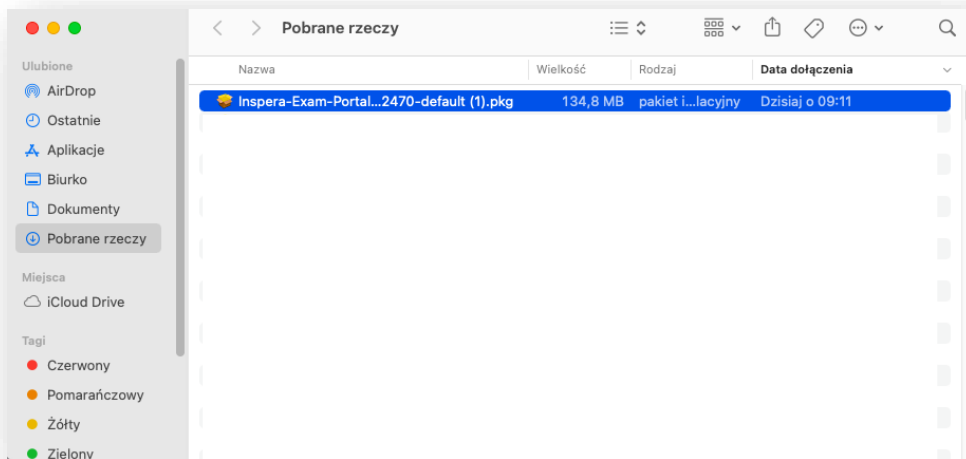 Pobrane rzeczy
Ulubione
AirDrop
Ostatnie
Aplikacje
Biurko
Dokumenty
Pobrane rzeczy
Miejsca
iCloud Drive
Tagi
Czerwony
Pomarańczowy
Żółty
Zielony
Nazwa Wielkość Rodzaj Data dołączenia
Inspera-Exam-Portal...2470-default (1).pkg 134,8 MB pakiet i...lacyjny Dzisiaj o 09:11